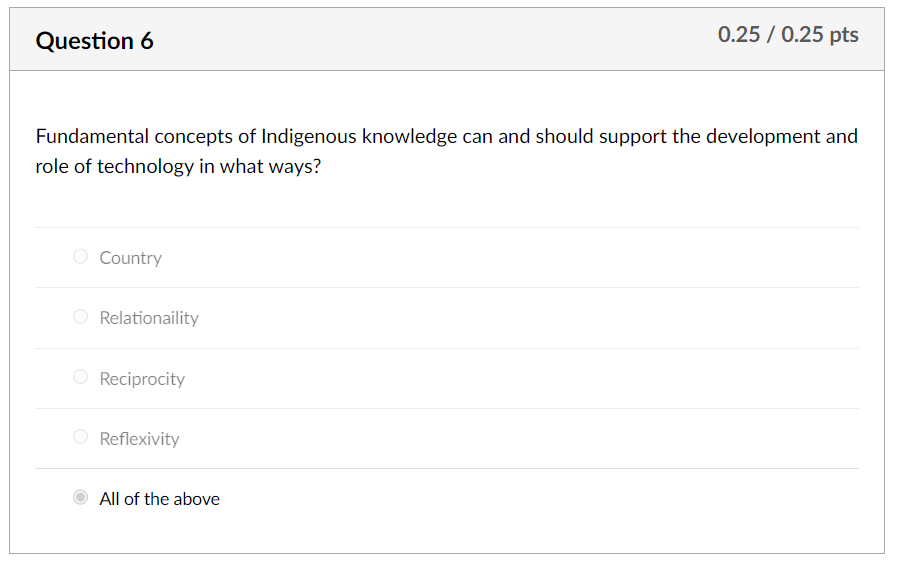 Question 6
0.25 / 0.25 pts
Fundamental concepts of Indigenous knowledge can and should support the development and
role of technology in what ways?
Country
Relationaility
Reciprocity
Reflexivity
All of the above